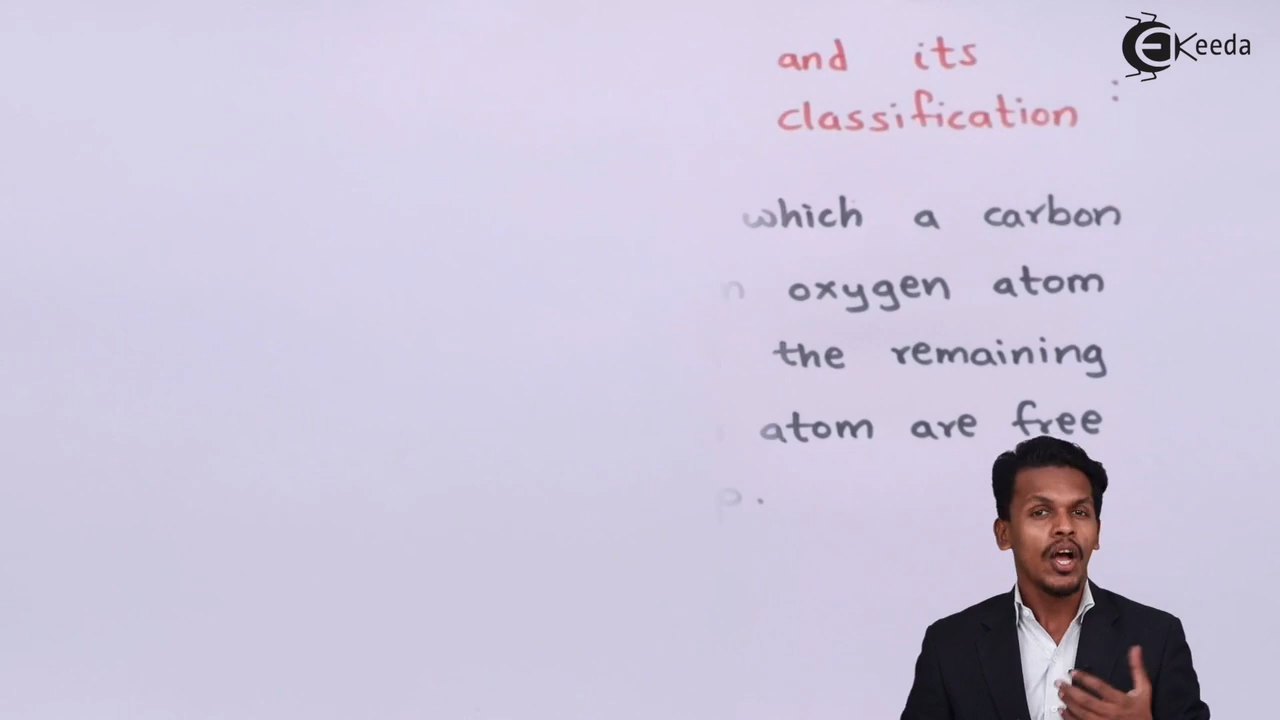 and its
classification :
which a carbon
n oxygen atom
the remaining
atom are free
p.
EKeeda